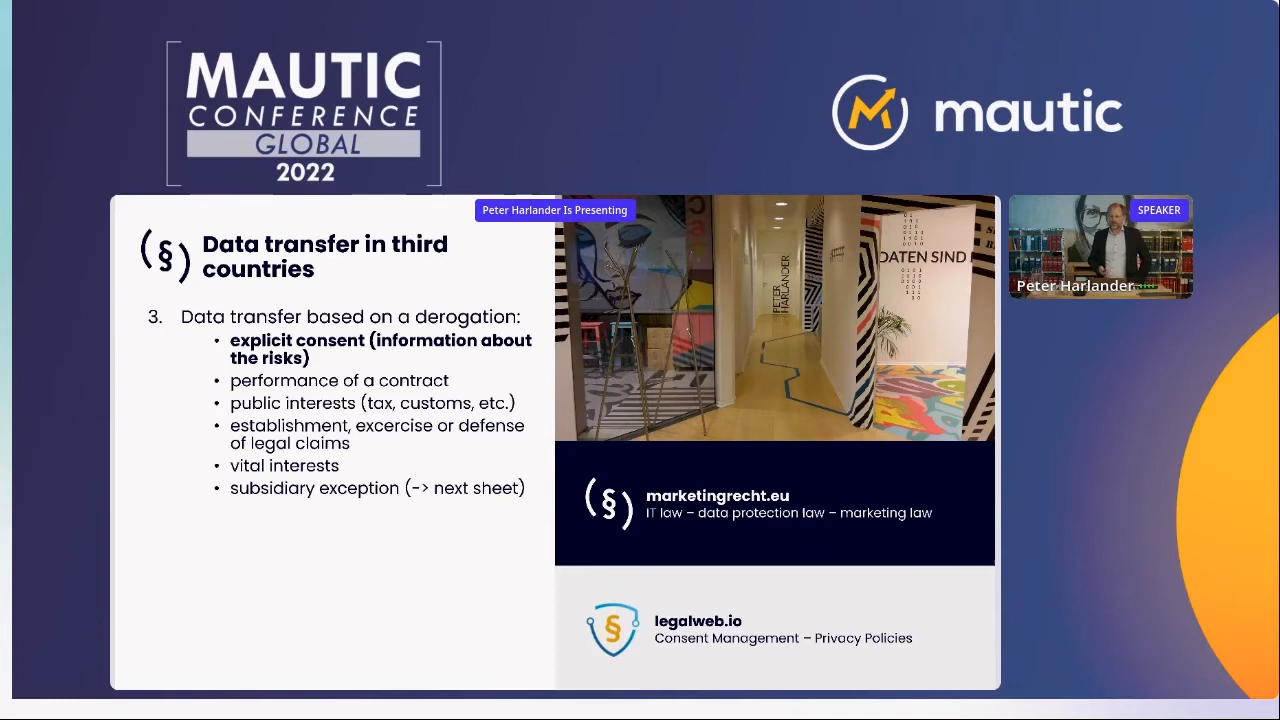 MAUTIC
CONFERENCE
GLOBAL
2022
mautic
Peter Harlander Is Presenting
SPEAKER
Peter Harlander
Data transfer in third
countries
3. Data transfer based on a derogation:
• explicit consent (information about
the risks)
• performance of a contract
• public interests (tax, customs, etc.)
• establishment, excercise or defense
of legal claims
• vital interests
• subsidiary exception (-> next sheet)
PETER
HARLANDER
DATEN SIND
§
marketingrecht.eu
IT law – data protection law – marketing law
§
legalweb.io
Consent Management – Privacy Policies